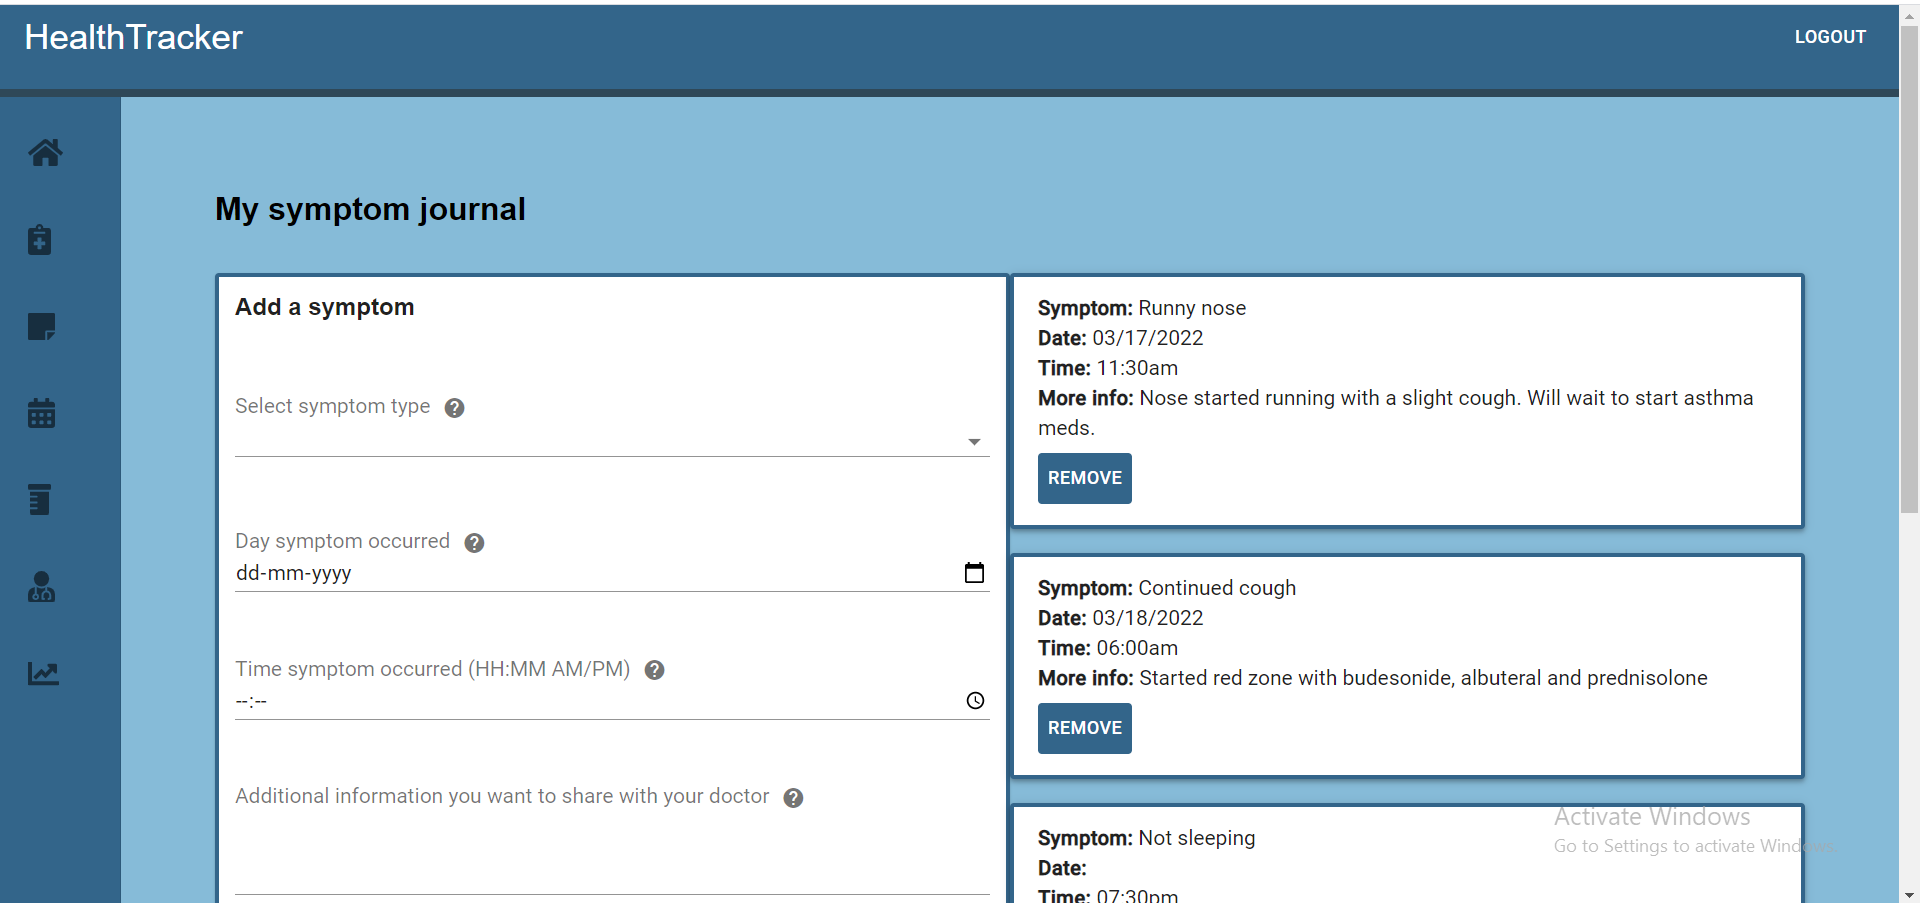 HealthTracker
LOGOUT
My symptom journal
Add a symptom
Select symptom type ?
Day symptom occurred ?
dd-mm-yyyy
Time symptom occurred (HH:MM AM/PM) ?
--:--
Additional information you want to share with your doctor ?
Symptom: Runny nose
Date: 03/17/2022
Time: 11:30am
More info: Nose started running with a slight cough. Will wait to start asthma
meds.
REMOVE
Symptom: Continued cough
Date: 03/18/2022
Time: 06:00am
More info: Started red zone with budesonide, albuteral and prednisolone
REMOVE
Symptom: Not sleeping
Date:
Time: 07:30pm
Activate Windows
Go to Settings to activate Windows.